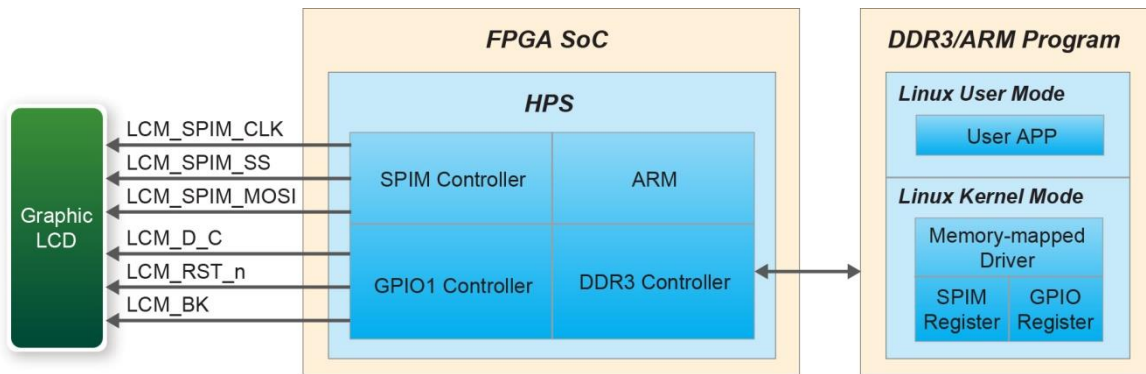 FPGA SoC
HPS
LCM_SPIM_CLK
LCM_SPIM_SS
LCM_SPIM_MOSI
LCM_D_C
LCM_RST_n
LCM_BK
Graphic
LCD
SPIM Controller
ARM
GPIO1 Controller
DDR3 Controller
DDR3/ARM Program
Linux User Mode
User APP
Linux Kernel Mode
Memory-mapped
Driver
SPIM
Register
GPIO
Register